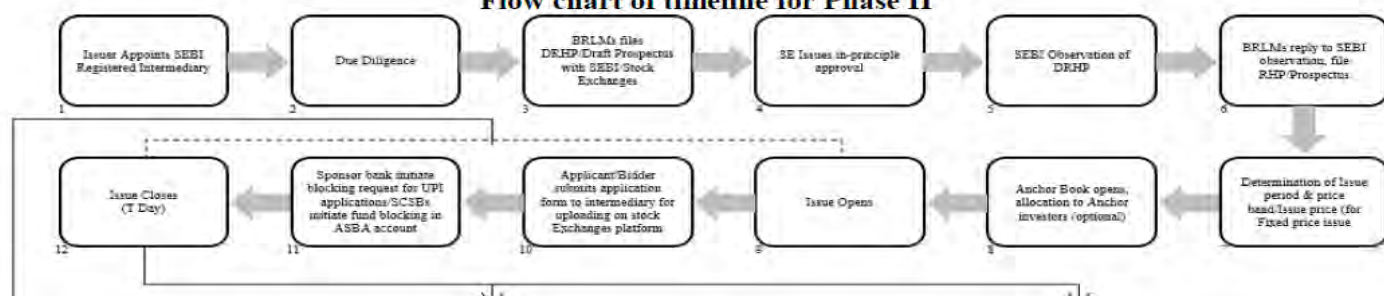 Flow chart of timeline for Phase II
Issuer Appoints SEBI
Registered Intermediary
1
Due Diligence
2
BRLMs files
DRHP/Draft Prospectus
with SEBI/Stock
Exchanges
3
SE Issues in-principle
approval
4
SEBI Observation of
DRHP
5
BRLMs reply to SEBI
observation, file
RHP/Prospectus
6
Determination of Issue
period & price
band/Issue price (for
Fixed price issue
Anchor Book opens,
allocation to Anchor
investors (optional)
8
Issue Opens
9
Applicant/Bidder
submits application
form to intermediary for
uploading on stock
Exchanges platform
10
Sponsor bank initiate
blocking request for UPI
applications/SCSBs
initiate fund blocking in
ASBA account
11
Issue Closes
(T Day)
12